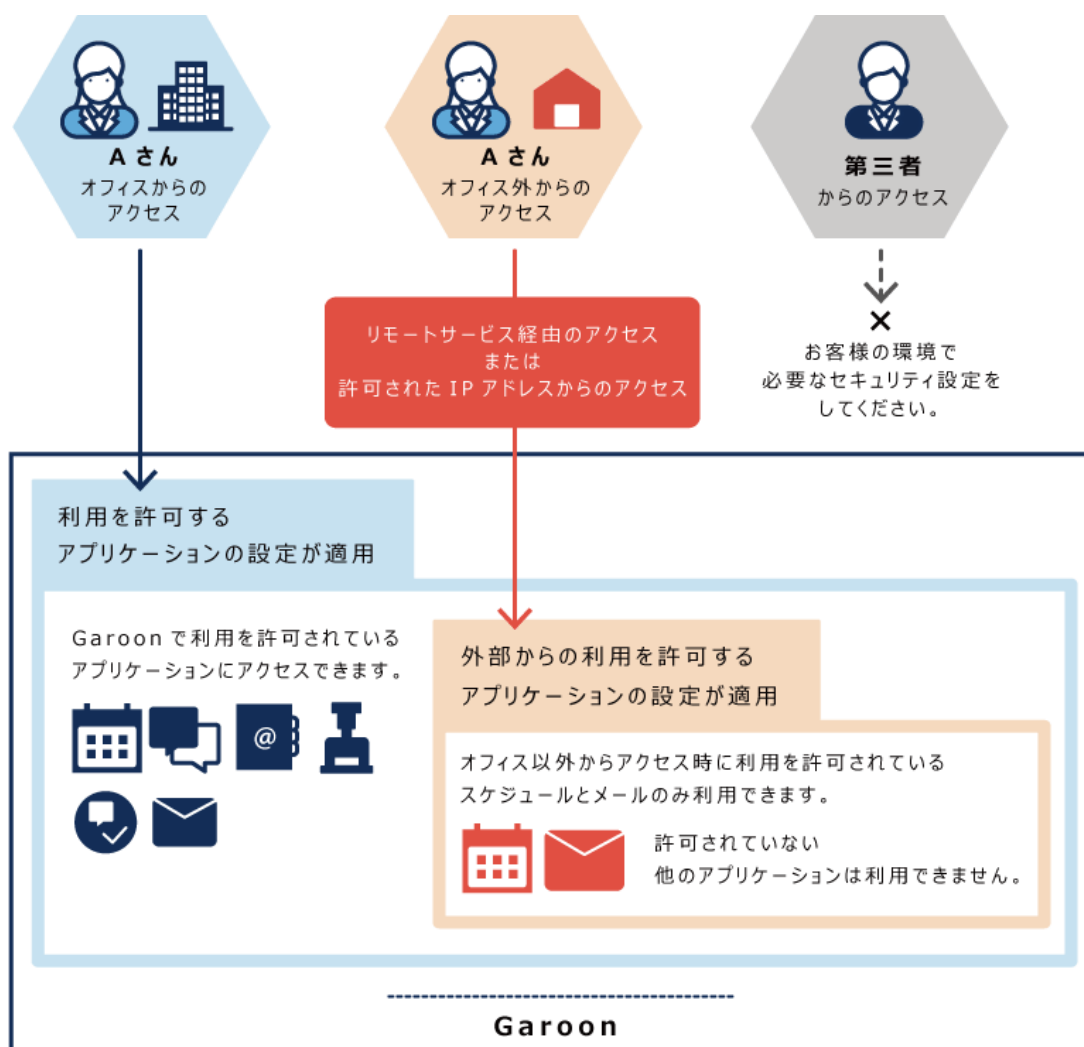 Aさん
オフィスからの
アクセス
Aさん
オフィス外からの
アクセス
第三者
からのアクセス
リモートサービス経由のアクセス
または
許可された IP アドレスからのアクセス
×
お客様の環境で
必要なセキュリティ設定を
してください。
利用を許可する
アプリケーションの設定が適用
Garoon で利用を許可されている
アプリケーションにアクセスできます。
@
外部からの利用を許可する
アプリケーションの設定が適用
オフィス以外からアクセス時に利用を許可されている
スケジュールとメールのみ利用できます。
許可されていない
他のアプリケーションは利用できません。
Garoon